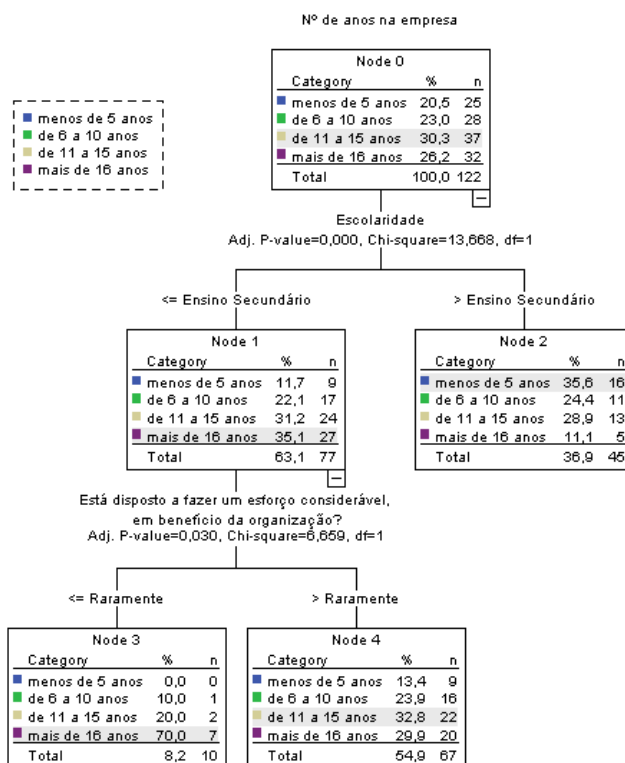 Nº de anos na empresa
Node 0
Category % n
menos de 5 anos 20,5 25
de 6 a 10 anos 23,0 28
de 11 a 15 anos 30,3 37
mais de 16 anos 26,2 32
Total 100,0 122
menos de 5 anos
de 6 a 10 anos
de 11 a 15 anos
mais de 16 anos
Escolaridade
Adj. P-value=0,000, Chi-square=13,668, df=1
<= Ensino Secundário
> Ensino Secundário
Node 1
Category % n
menos de 5 anos 11,7 9
de 6 a 10 anos 22,1 17
de 11 a 15 anos 31,2 24
mais de 16 anos 35,1 27
Total 63,1 77
Node 2
Category % n
menos de 5 anos 35,6 16
de 6 a 10 anos 24,4 11
de 11 a 15 anos 28,9 13
mais de 16 anos 11,1 5
Total 36,9 45
Está disposto a fazer um esforço considerável,
em benefício da organização?
Adj. P-value=0,030, Chi-square=6,659, df=1
<= Raramente
> Raramente
Node 3
Category % n
menos de 5 anos 0,0 0
de 6 a 10 anos 10,0 1
de 11 a 15 anos 20,0 2
mais de 16 anos 70,0 7
Total 8,2 10
Node 4
Category % n
menos de 5 anos 13,4 9
de 6 a 10 anos 23,9 16
de 11 a 15 anos 32,8 22
mais de 16 anos 29,9 20
Total 54,9 67